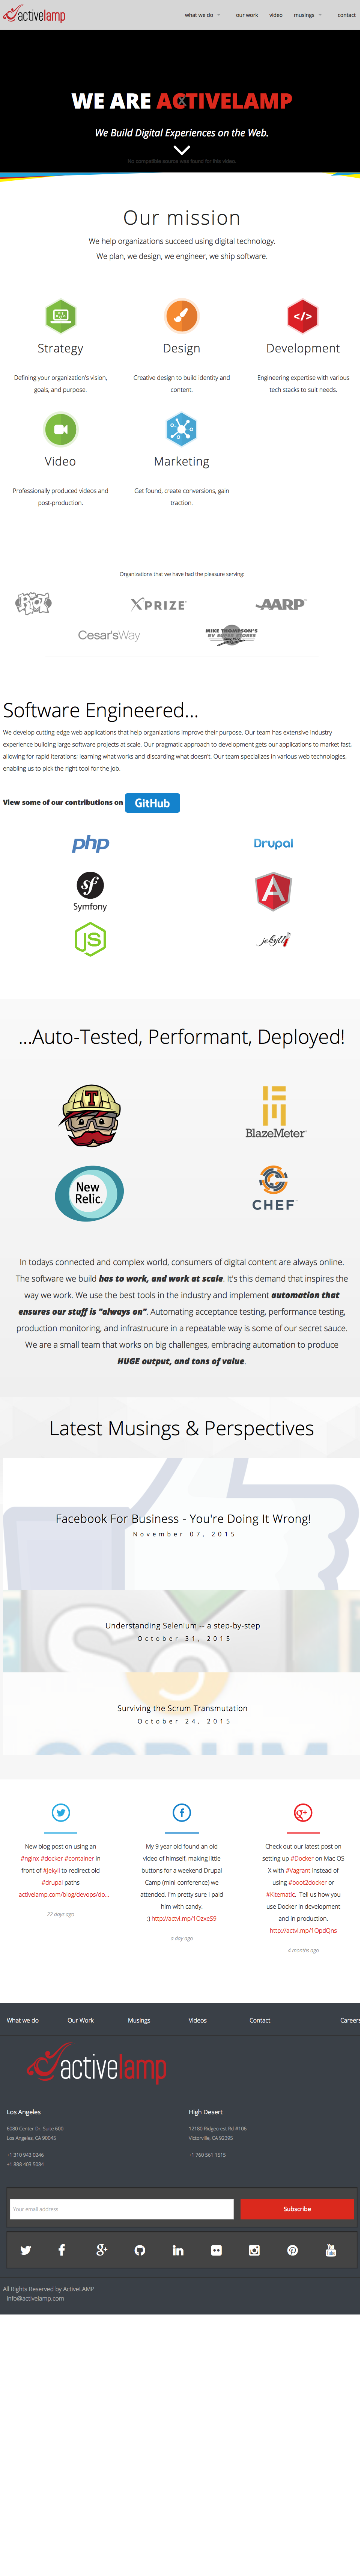 activelamp
what we do
our work
video
musings
contact
WE ARE ACTIVELAMP
We Build Digital Experiences on the Web.
No compatible source was found for this video.
Our mission
We help organizations succeed using digital technology.
We plan, we design, we engineer, we ship software.
Strategy
Defining your organization's vision,
goals, and purpose.
Design
Creative design to build identity and
content.
</>
Development
Engineering expertise with various
tech stacks to suit needs.
Video
Professionally produced videos and
post-production.
Marketing
Get found, create conversions, gain
traction.
Organizations that we have had the pleasure serving:
XPRIZE
AARP
Cesar'sWay
MIKE THOMPSON'S
RV SUPER STORES
Software Engineered...
We develop cutting-edge web applications that help organizations improve their purpose. Our team has extensive industry
experience building large software projects at scale. Our pragmatic approach to development gets our applications to market fast,
allowing for rapid iterations; learning what works and discarding what doesn't. Our team specializes in various web technologies,
enabling us to pick the right tool for the job.
View some of our contributions on GitHub
php
Drupal
sf
Symfony
A
JS
jekyll
...Auto-Tested, Performant, Deployed!
T
BlazeMeter
New
Relic.
CHEF
In todays connected and complex world, consumers of digital content are always online.
The software we build has to work, and work at scale. It's this demand that inspires the
way we work. We use the best tools in the industry and implement automation that
ensures our stuff is "always on". Automating acceptance testing, performance testing,
production monitoring, and infrastrucure in a repeatable way is some of our secret sauce.
We are a small team that works on big challenges, embracing automation to produce
HUGE output, and tons of value.
Latest Musings & Perspectives
Facebook For Business - You're Doing It Wrong!
November 07, 2015
Understanding Selenium -- a step-by-step
October 31, 2015
Surviving the Scrum Transmutation
October 24, 2015
New blog post on using an
#nginx #docker #container in
front of #jekyll to redirect old
#drupal paths
activelamp.com/blog/devops/do...
22 days ago
My 9 year old found an old
video of himself, making little
buttons for a weekend Drupal
Camp (mini-conference) we
attended. I'm pretty sure I paid
him with candy.
;) http://actvl.mp/1OzxeS9
a day ago
g+
Check out our latest post on
setting up #Docker on Mac OS
X with #Vagrant instead of
using #boot2docker or
#Kitematic. Tell us how you
use Docker in development
and in production.
http://actvl.mp/1OpdQns
4 months ago
What we do
Our Work
Musings
Videos
Contact
Careers
activelamp
Los Angeles
6080 Center Dr. Suite 600
Los Angeles, CA 90045
+1 310 943 0246
+1 888 403 5084
High Desert
12180 Ridgecrest Rd #106
Victorville, CA 92395
+1 760 561 1515
Your email address
Subscribe
All Rights Reserved by ActiveLAMP
info@activelamp.com